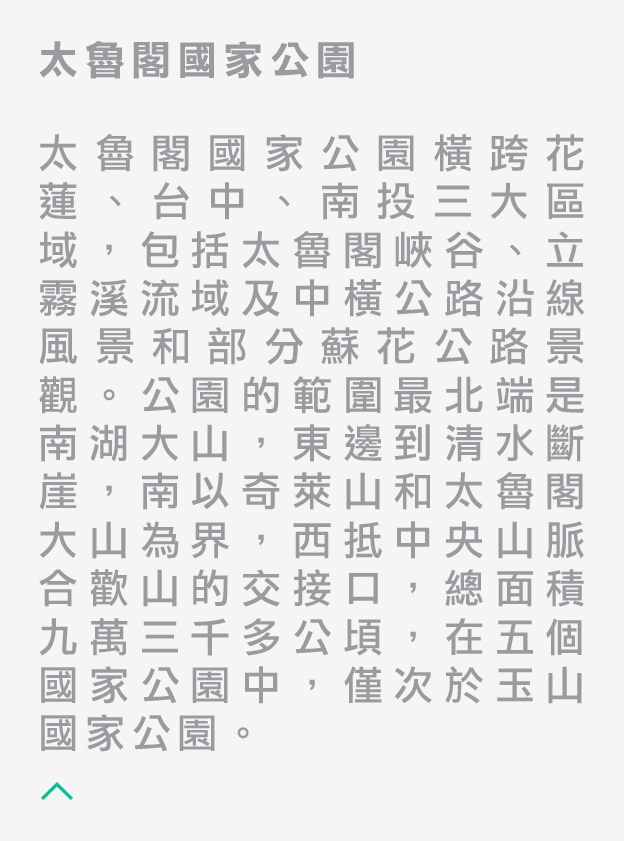 太魯閣國家公園
太魯閣國家公園橫跨花
蓮、台中、南投三大區
域，包括太魯閣峽谷、立
霧溪流域及中橫公路沿線
風景和部分蘇花公路景
觀。公園的範圍最北端是
南湖大山，東邊到清水斷
崖，南以奇萊山和太魯閣
大山為界，西抵中央山脈
合歡山的交接口，總面積
九萬三千多公頃，在五個
國家公園中，僅次於玉山
國家公園。